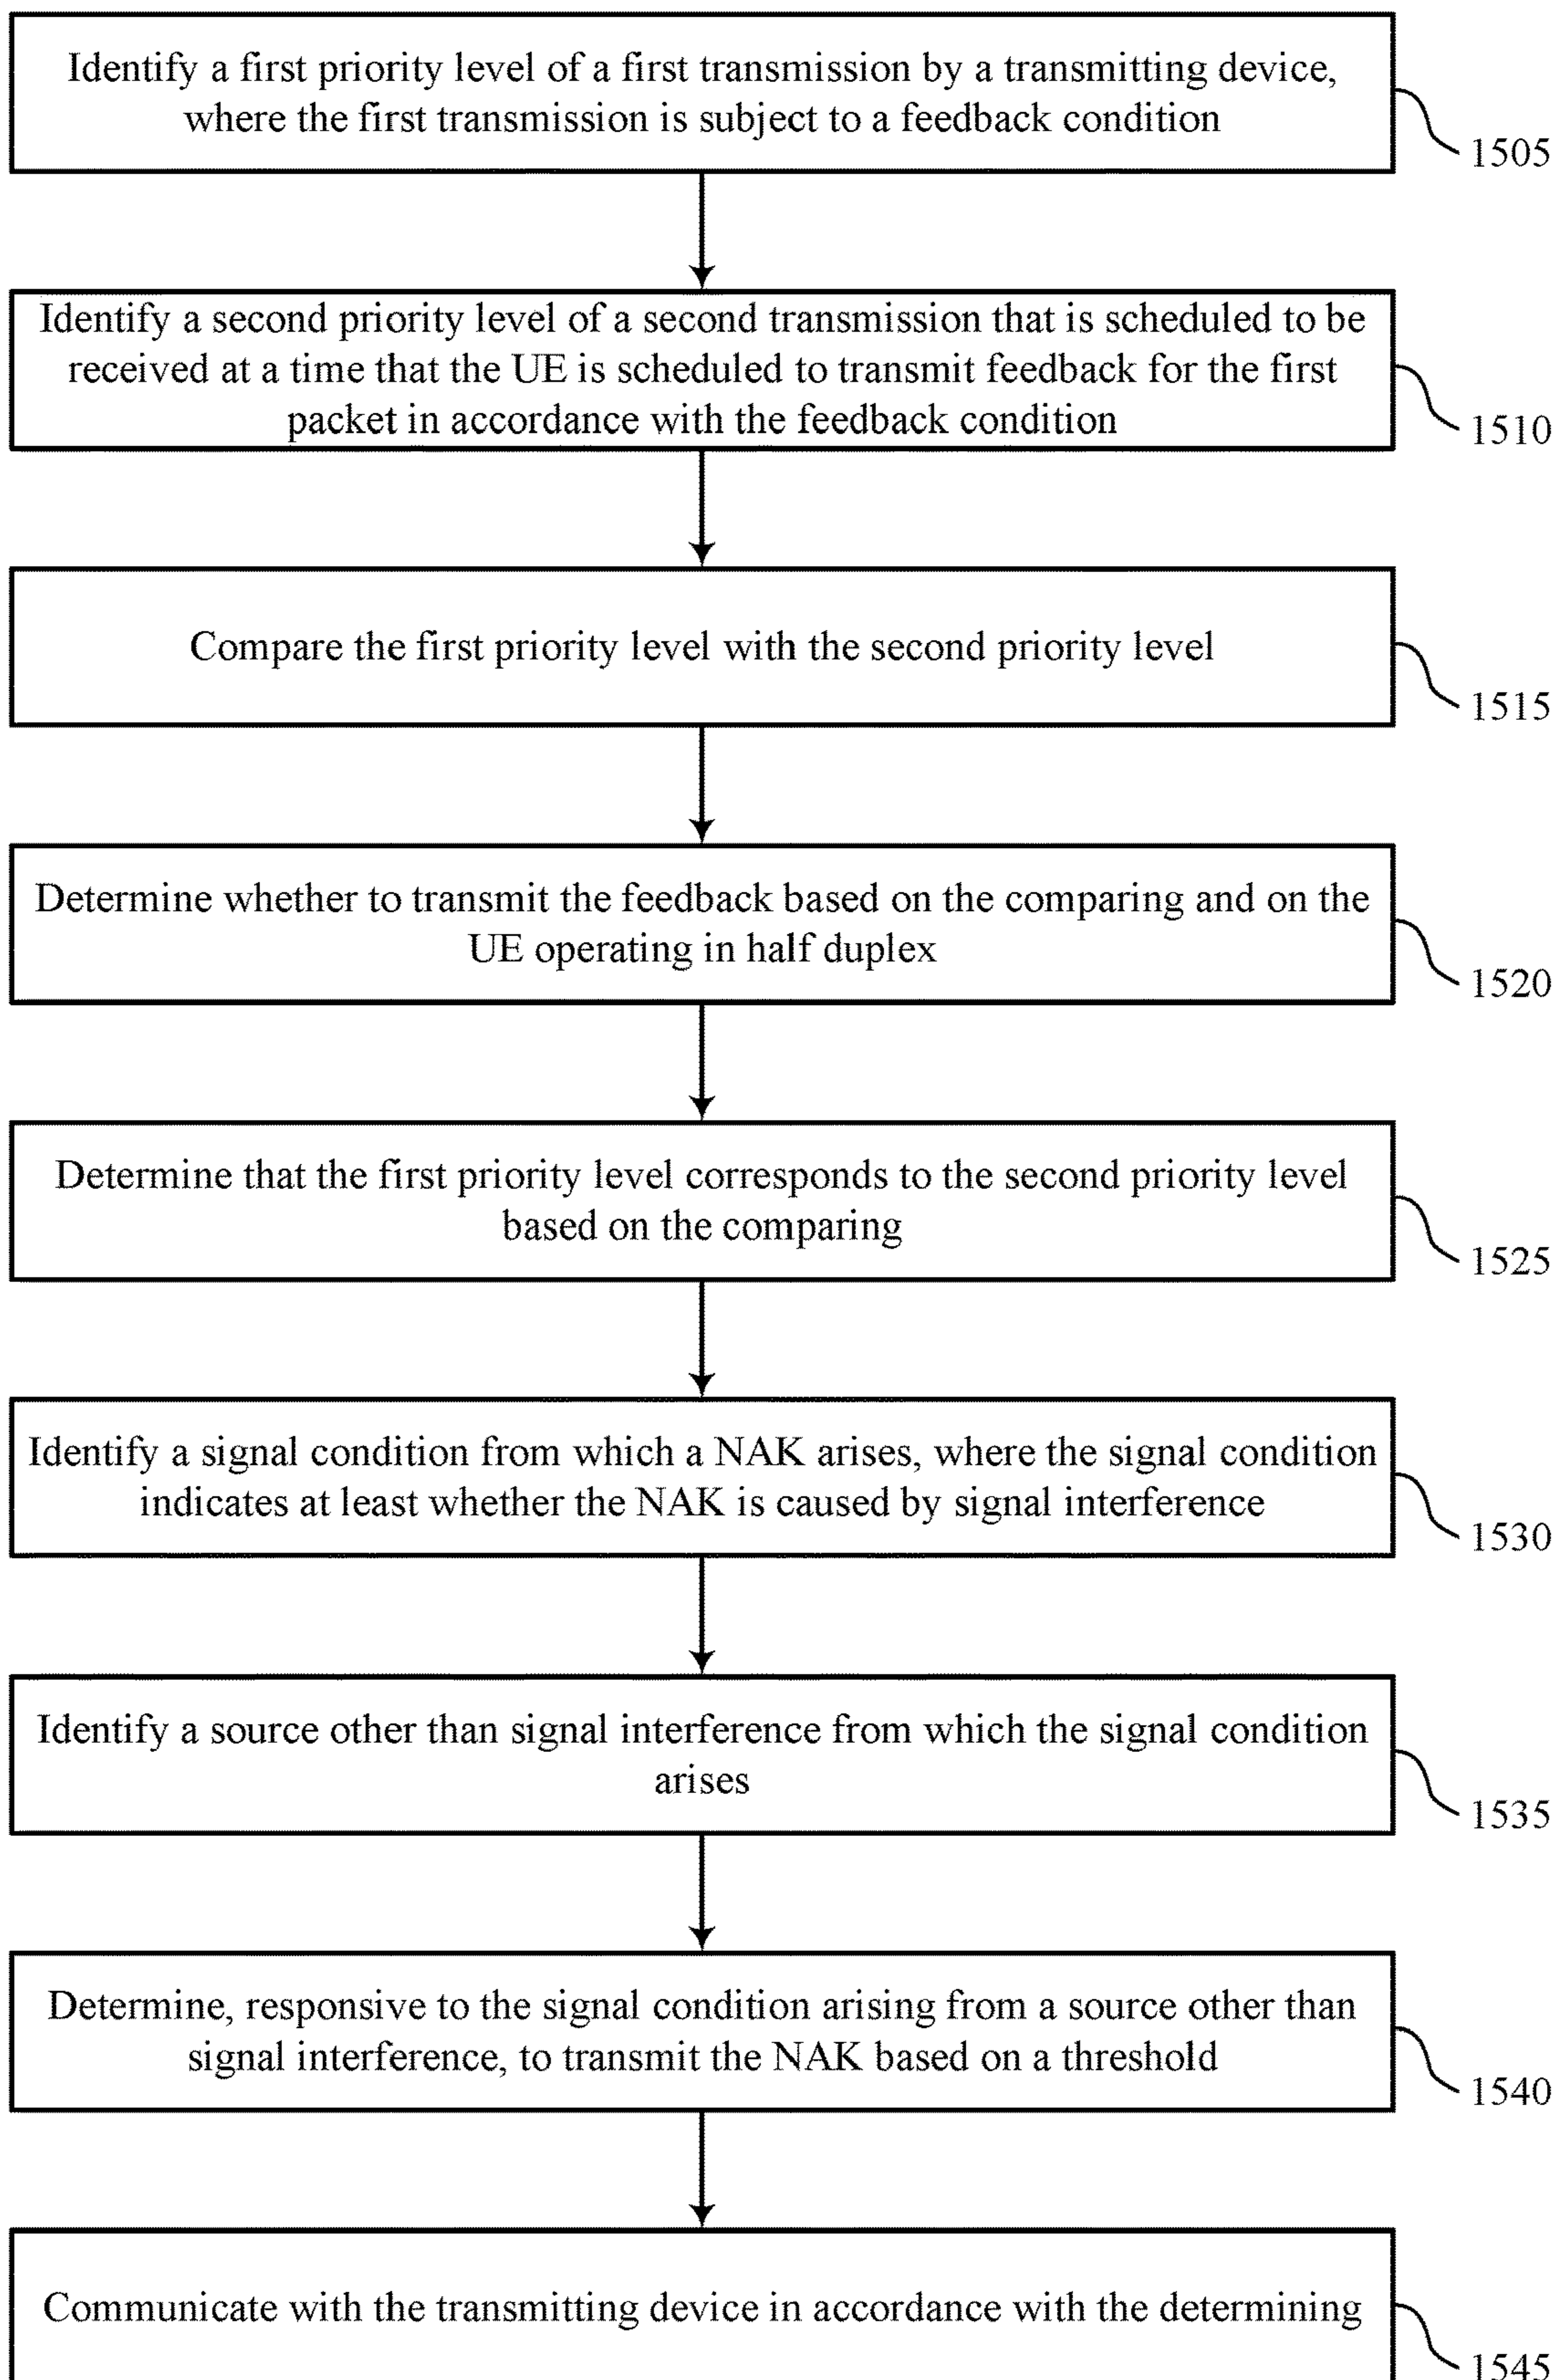 Identify a first priority level of a first transmission by a transmitting device,
where the first transmission is subject to a feedback condition
1505
Identify a second priority level of a second transmission that is scheduled to be
received at a time that the UE is scheduled to transmit feedback for the first
packet in accordance with the feedback condition
1510
Compare the first priority level with the second priority level
1515
Determine whether to transmit the feedback based on the comparing and on the
UE operating in half duplex
1520
Determine that the first priority level corresponds to the second priority level
based on the comparing
1525
Identify a signal condition from which a NAK arises, where the signal condition
indicates at least whether the NAK is caused by signal interference
1530
Identify a source other than signal interference from which the signal condition
arises
1535
Determine, responsive to the signal condition arising from a source other than
signal interference, to transmit the NAK based on a threshold
1540
Communicate with the transmitting device in accordance with the determining
1545